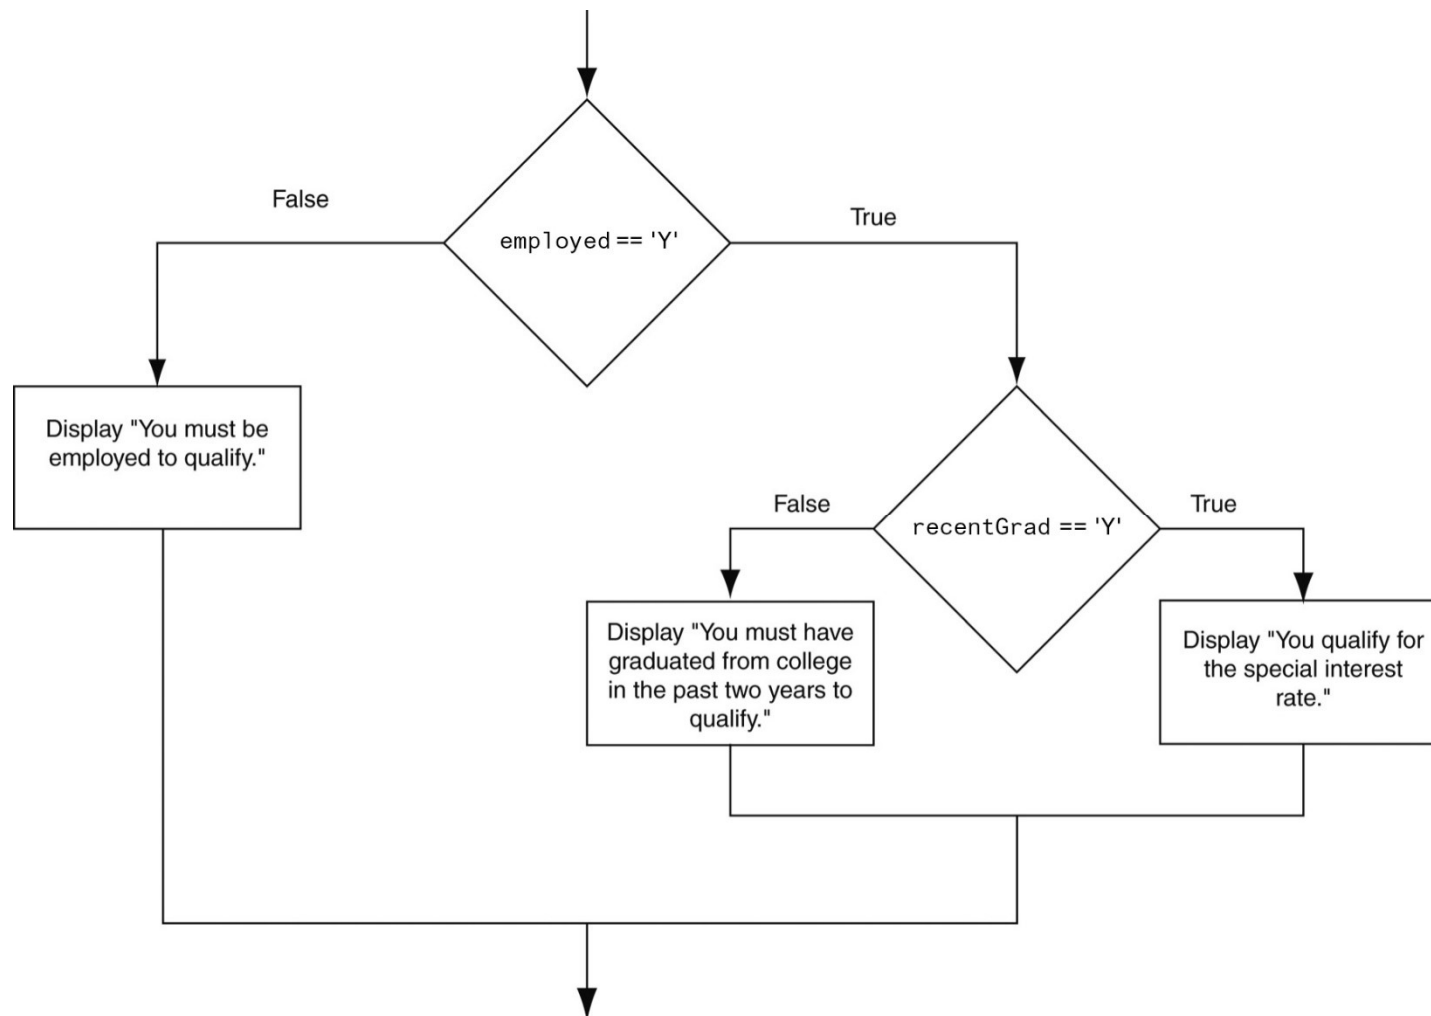 False
employed == 'Y'
True
Display "You must be
employed to qualify."
False
recentGrad == 'Y'
True
Display "You must have
graduated from college
in the past two years to
qualify."
Display "You qualify for
the special interest
rate."